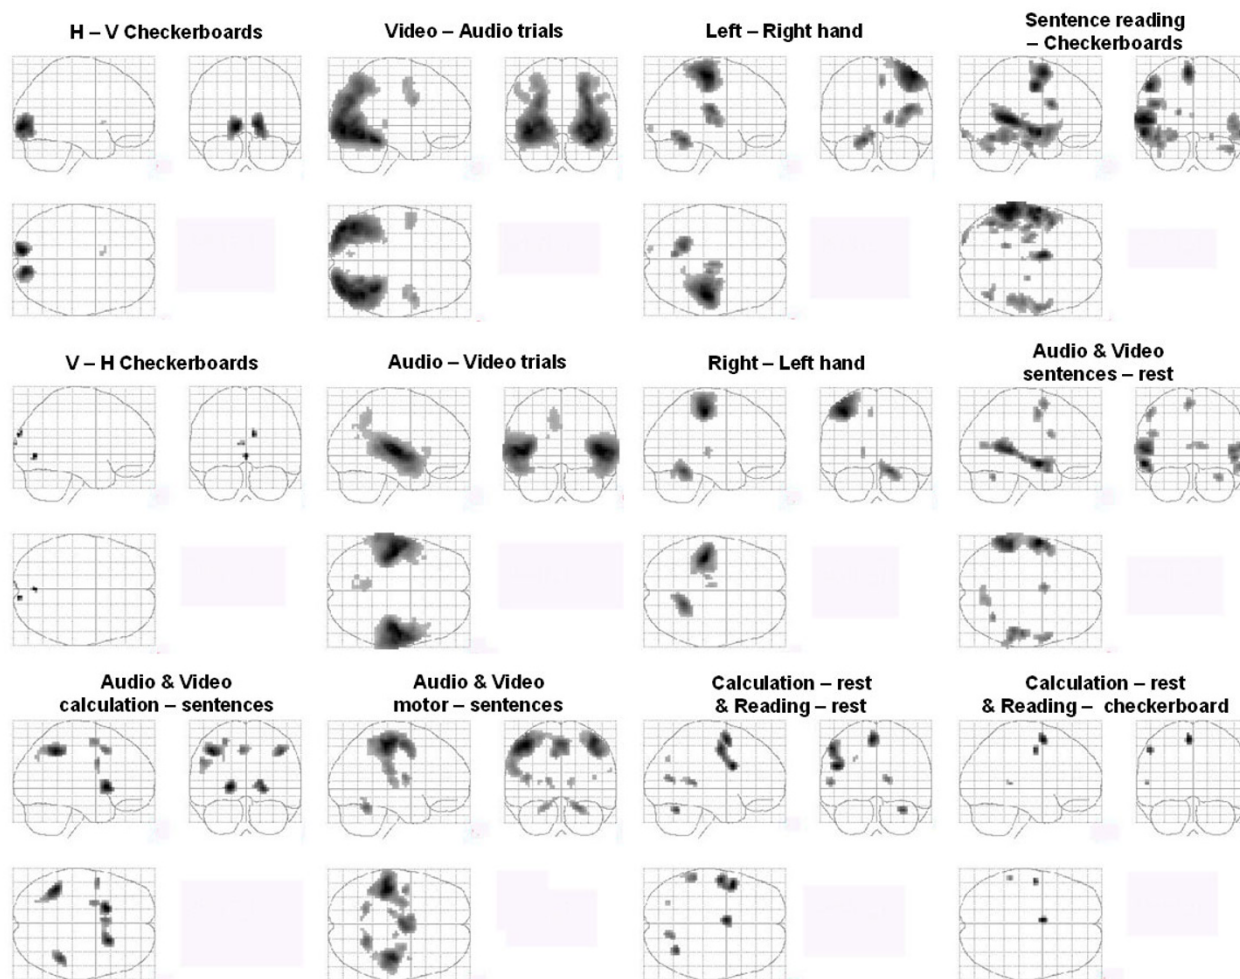 H – V Checkerboards
Video – Audio trials
Left – Right hand
Sentence reading
– Checkerboards
V – H Checkerboards
Audio – Video trials
Right – Left hand
Audio & Video
sentences – rest
Audio & Video
calculation – sentences
Audio & Video
motor – sentences
Calculation – rest
& Reading – rest
Calculation – rest
& Reading – checkerboard